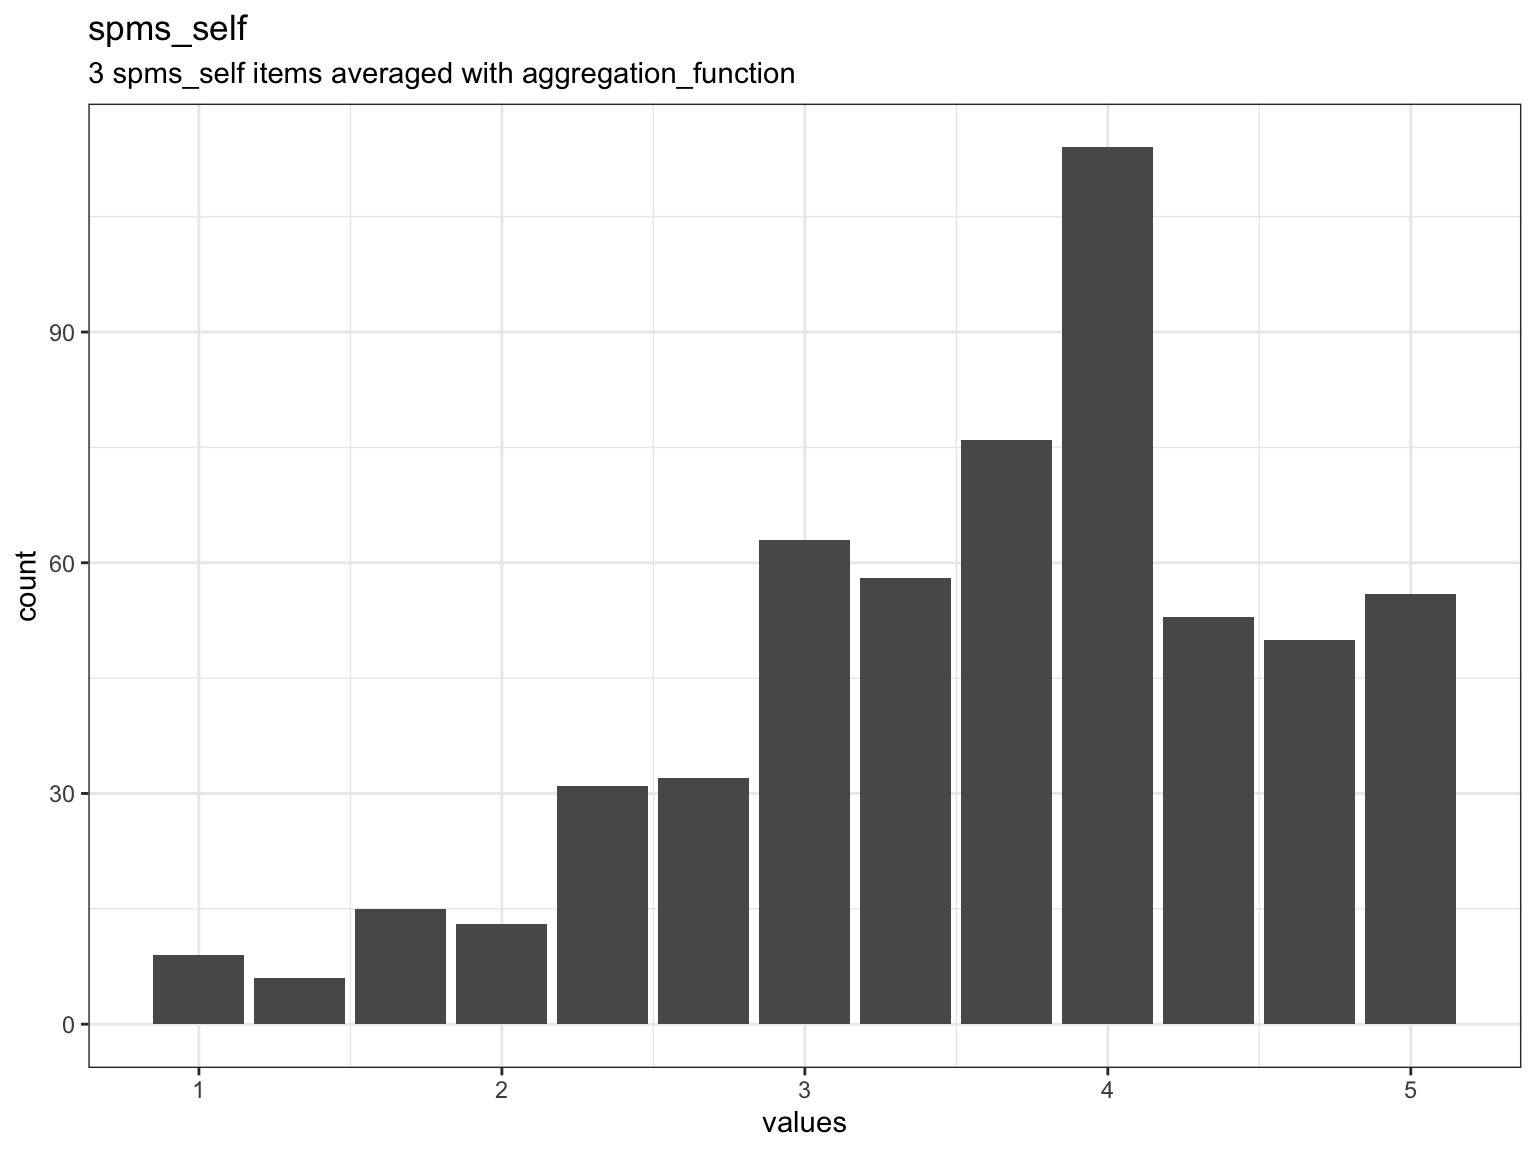 spms_self
3 spms_self items averaged with aggregation_function
count
90
60
30
0
1 2 3 4 5
values